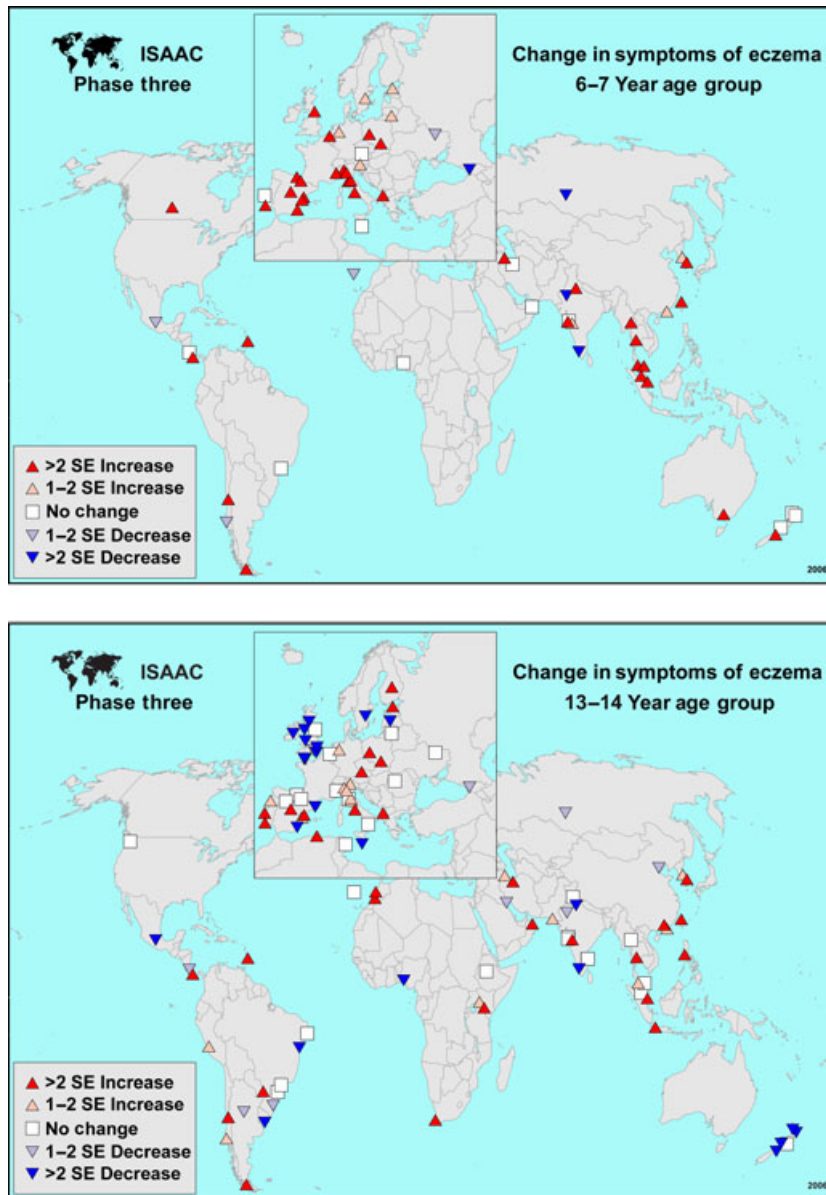 ISAAC
Phase three
Change in symptoms of eczema
6–7 Year age group
>2 SE Increase
1–2 SE Increase
No change
1–2 SE Decrease
>2 SE Decrease
2006
ISAAC
Phase three
Change in symptoms of eczema
13–14 Year age group
>2 SE Increase
1–2 SE Increase
No change
1–2 SE Decrease
>2 SE Decrease
2006